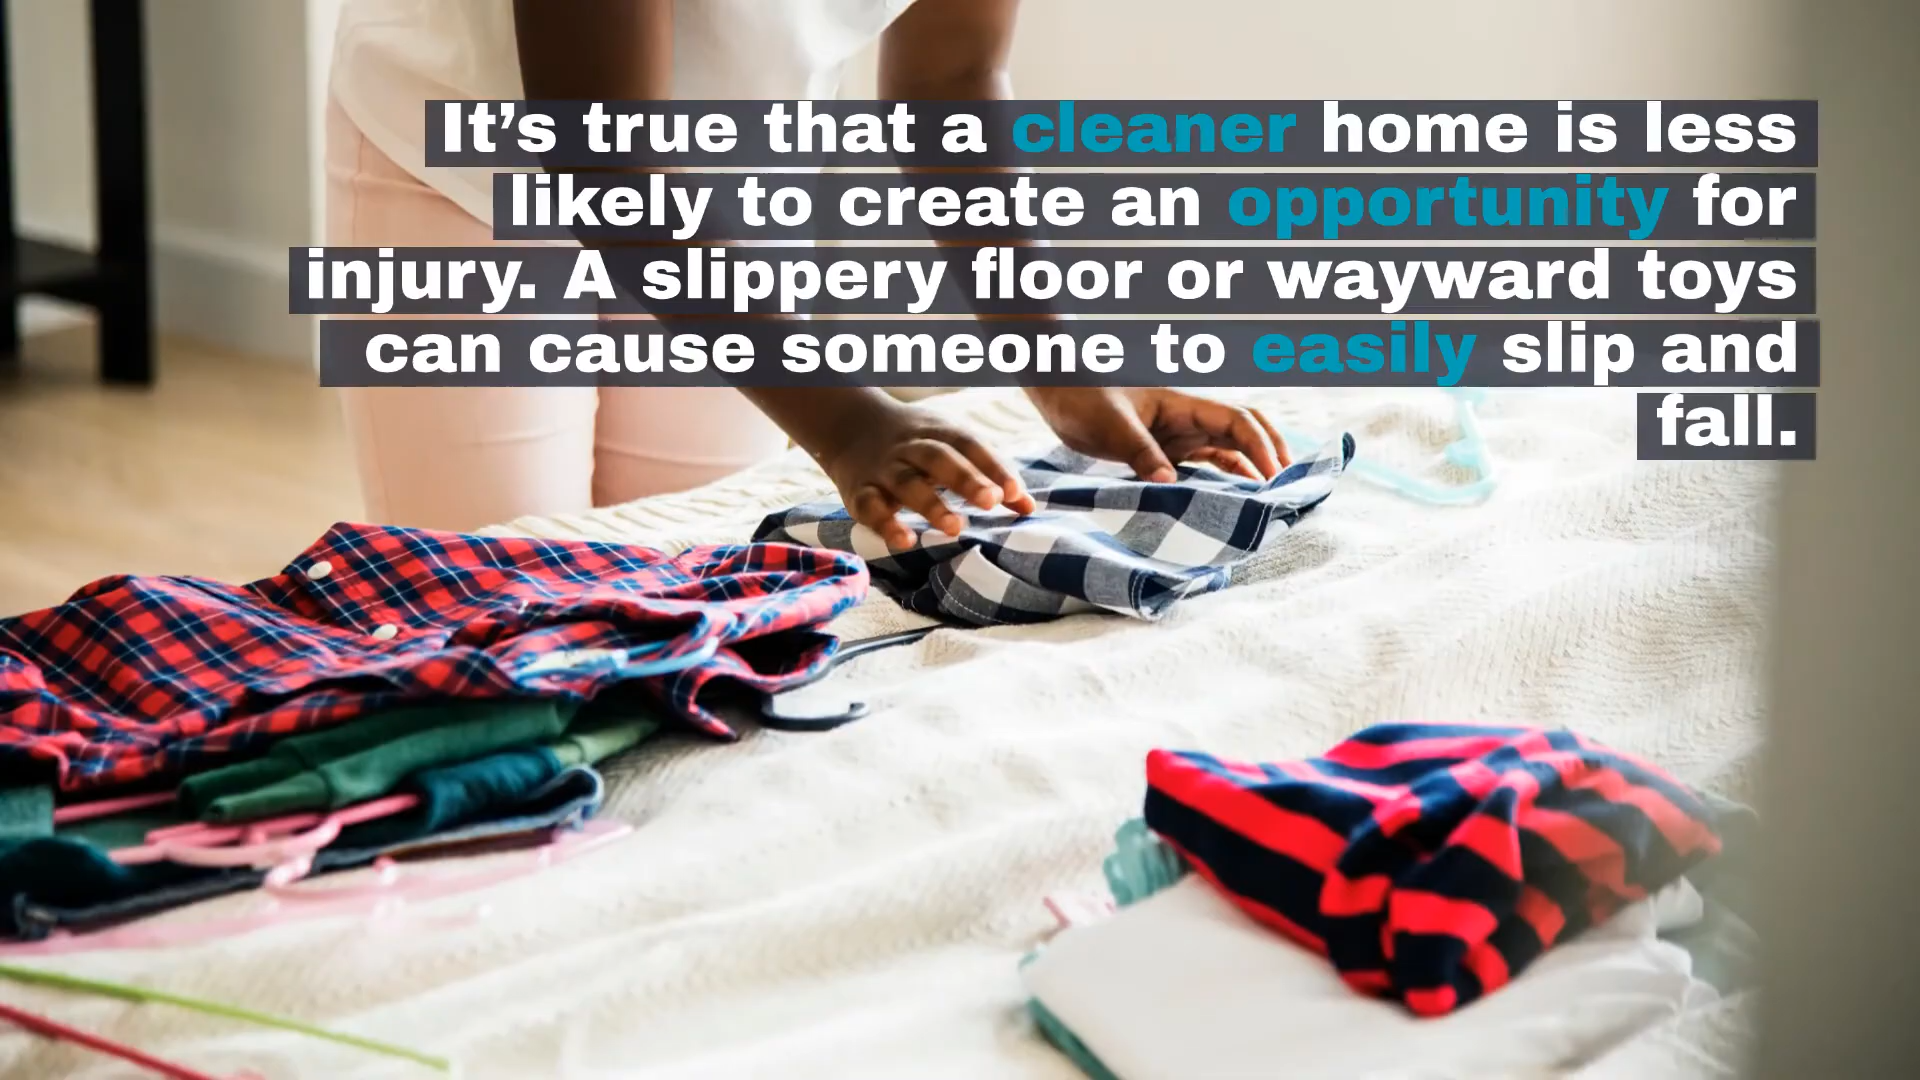 It’s true that a cleaner home is less
likely to create an opportunity for
injury. A slippery floor or wayward toys
can cause someone to easily slip and
fall.